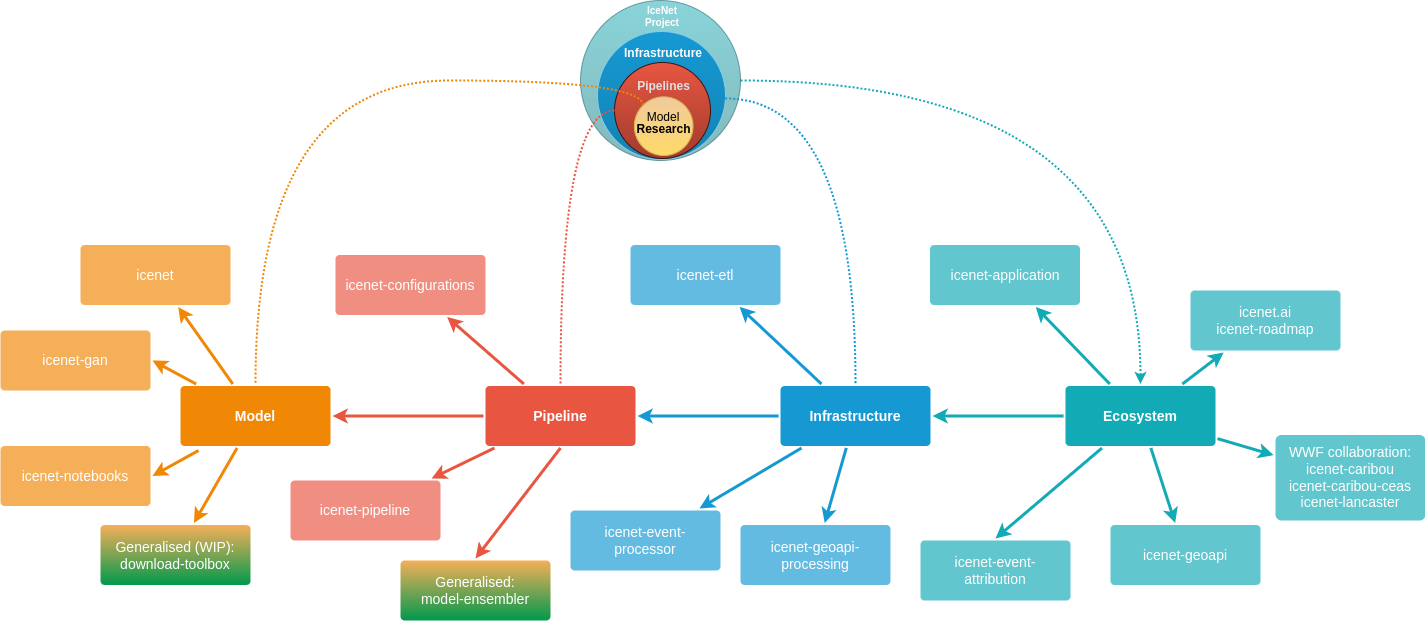 IceNet
Project
Infrastructure
Pipelines
Model
Research
icenet
icenet-gan
Model
icenet-notebooks
Generalised (WIP):
download-toolbox
icenet-configurations
Pipeline
icenet-pipeline
Generalised:
model-ensembler
icenet-etl
Infrastructure
icenet-event-
processor
icenet-geoapi-
processing
icenet-application
icenet.ai
icenet-roadmap
Ecosystem
WWF collaboration:
icenet-caribou
icenet-caribou-ceas
icenet-lancaster
icenet-event-
attribution
icenet-geoapi